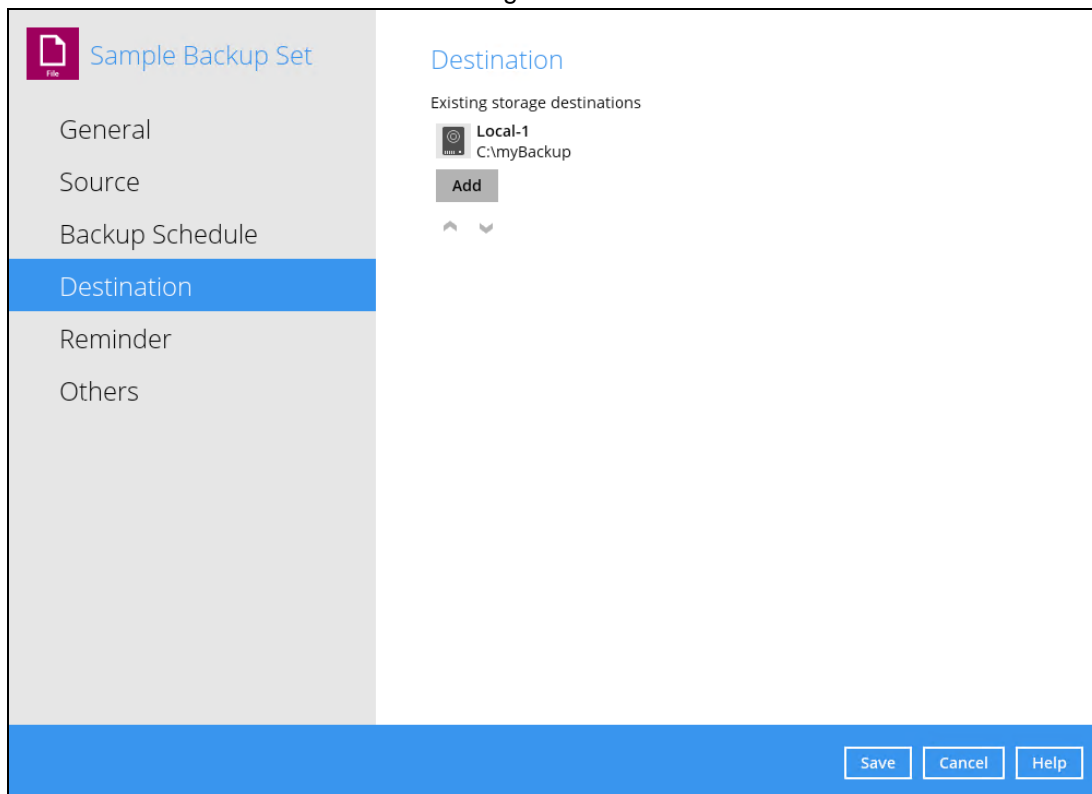 Sample Backup Set
File
General
Source
Backup Schedule
Destination
Reminder
Others
Destination
Existing storage destinations
Local-1
C:\myBackup
Add
Save Cancel Help